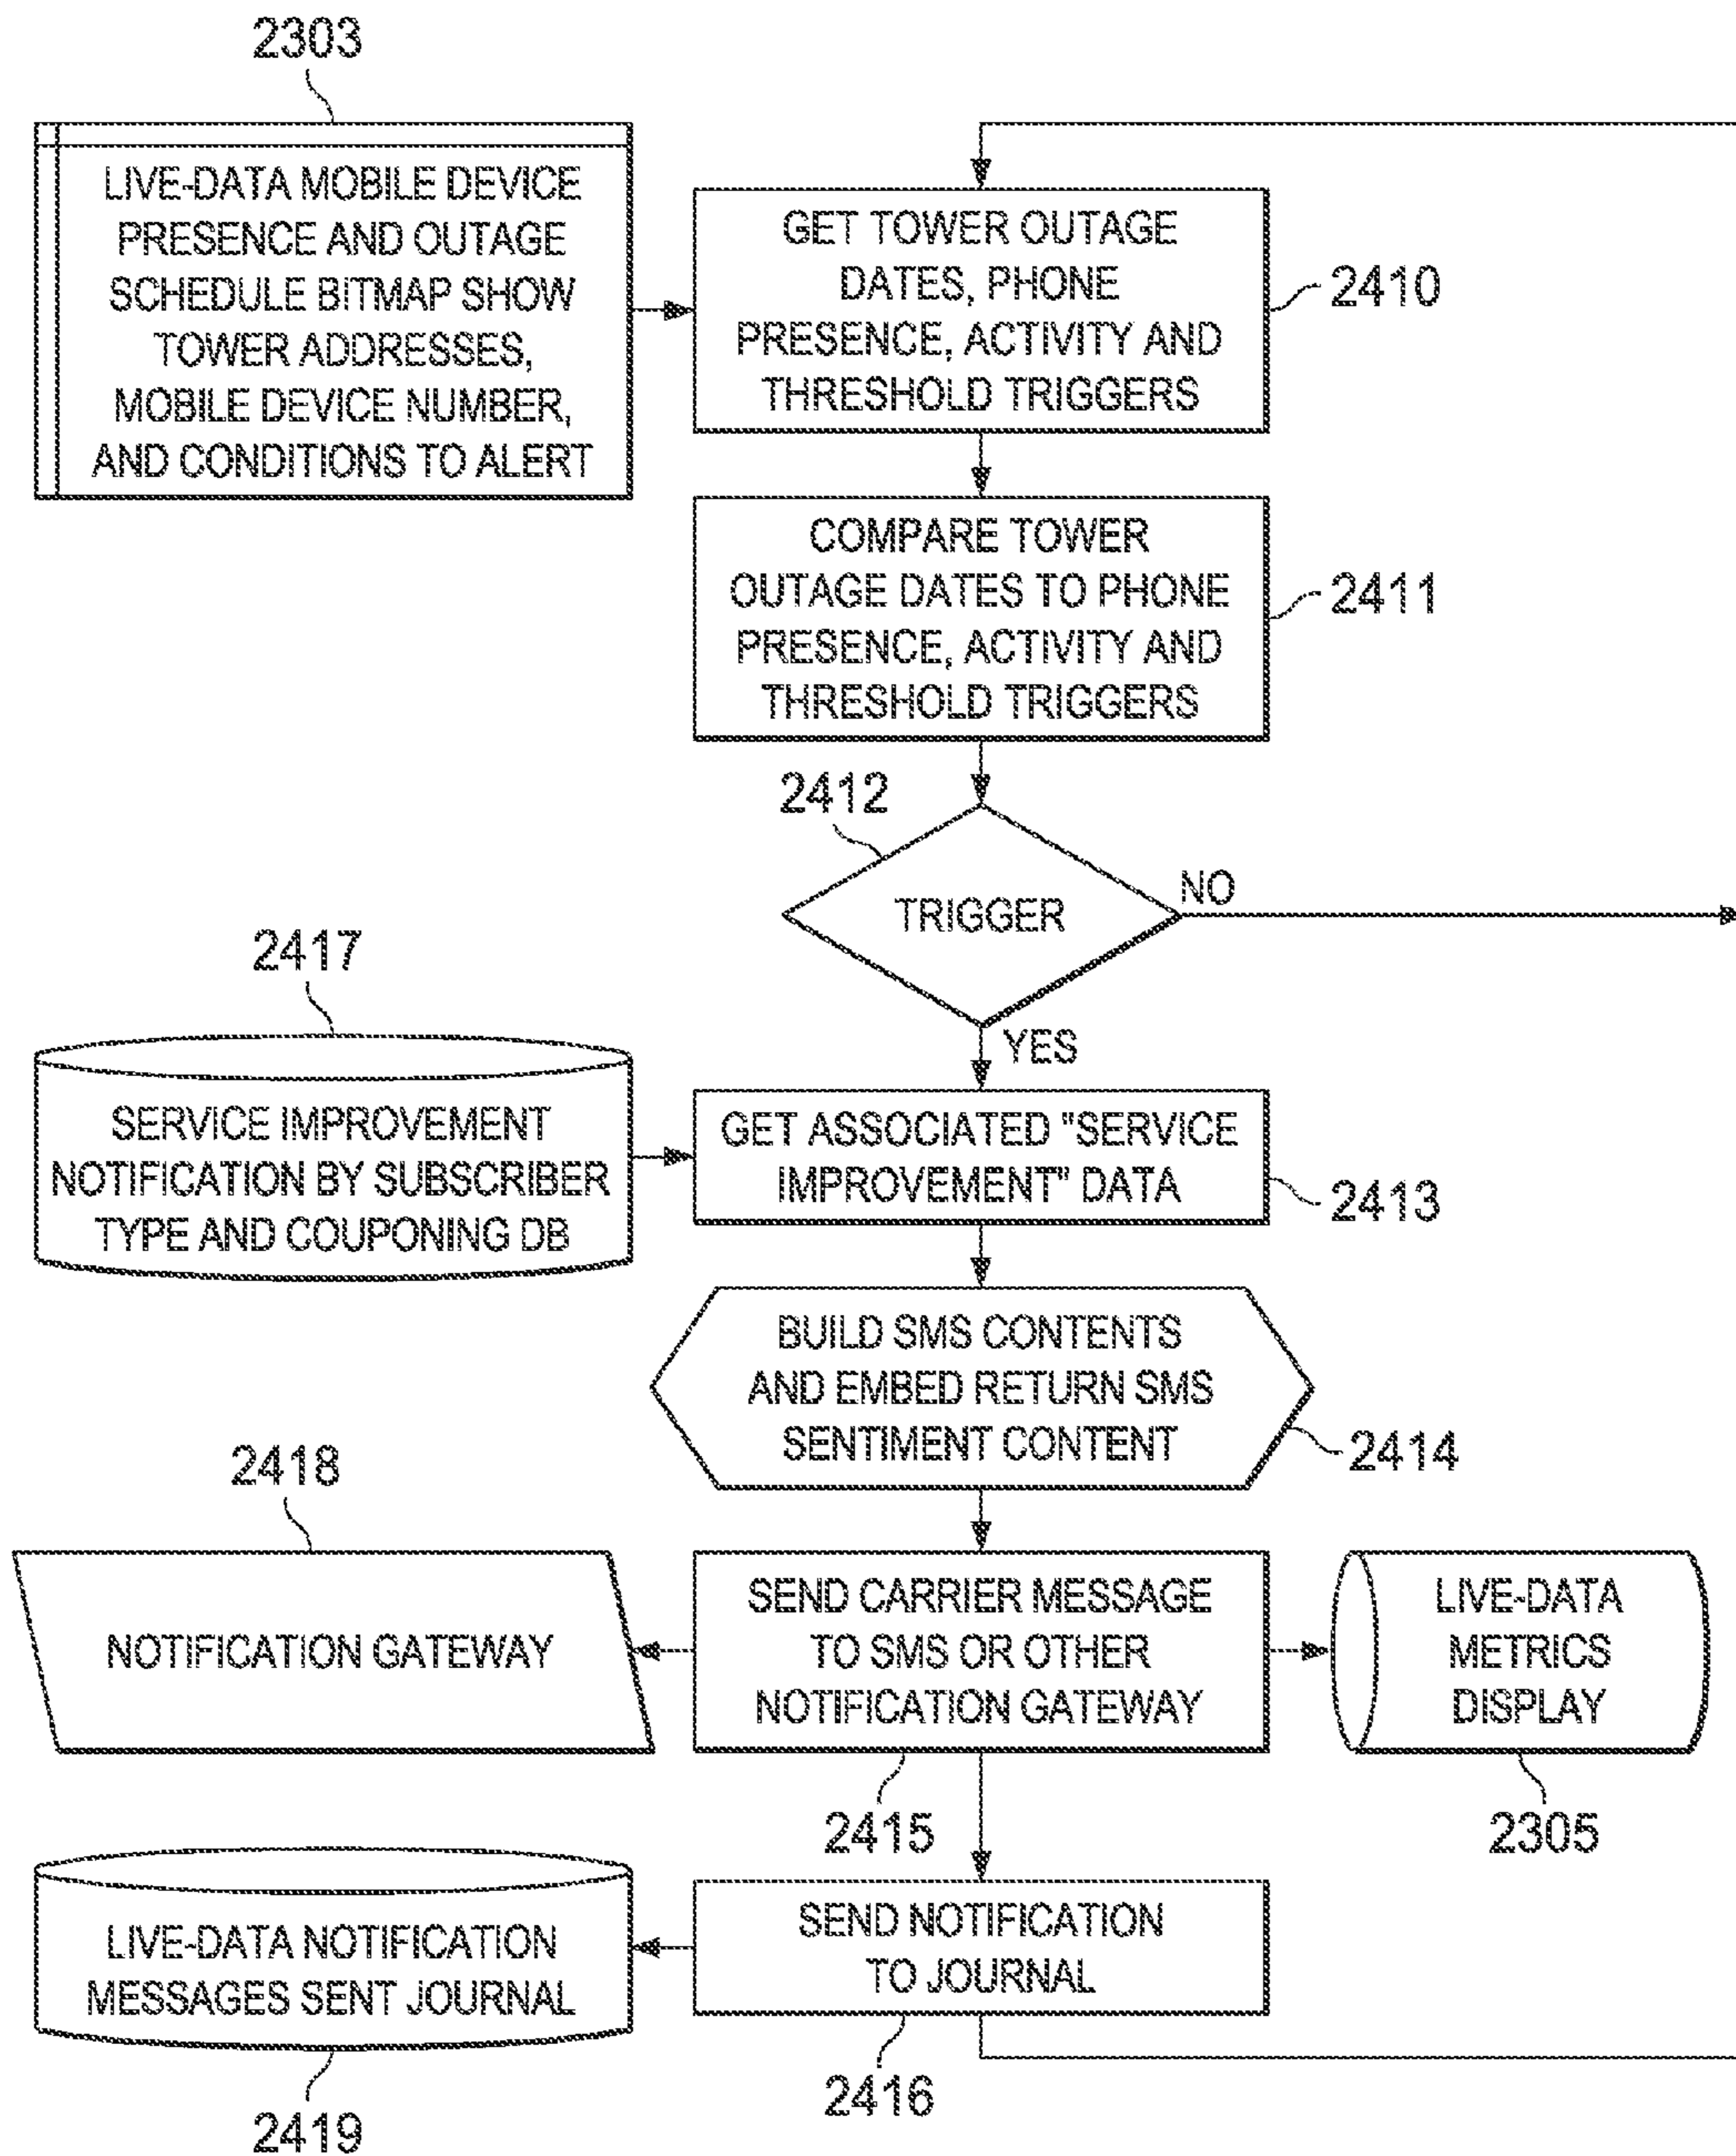 2303
LIVE-DATA MOBILE DEVICE
PRESENCE AND OUTAGE
SCHEDULE BITMAP SHOW
TOWER ADDRESSES,
MOBILE DEVICE NUMBER,
AND CONDITIONS TO ALERT
GET TOWER OUTAGE
DATES, PHONE
PRESENCE, ACTIVITY AND
THRESHOLD TRIGGERS
2410
COMPARE TOWER
OUTAGE DATES TO PHONE
PRESENCE, ACTIVITY AND
THRESHOLD TRIGGERS
2411
2412
TRIGGER
NO
YES
2417
SERVICE IMPROVEMENT
NOTIFICATION BY SUBSCRIBER
TYPE AND COUPONING DB
GET ASSOCIATED "SERVICE
IMPROVEMENT" DATA
2413
BUILD SMS CONTENTS
AND EMBED RETURN SMS
SENTIMENT CONTENT
2414
2418
NOTIFICATION GATEWAY
SEND CARRIER MESSAGE
TO SMS OR OTHER
NOTIFICATION GATEWAY
2415
LIVE-DATA
METRICS
DISPLAY
2305
LIVE-DATA NOTIFICATION
MESSAGES SENT JOURNAL
2419
SEND NOTIFICATION
TO JOURNAL
2416